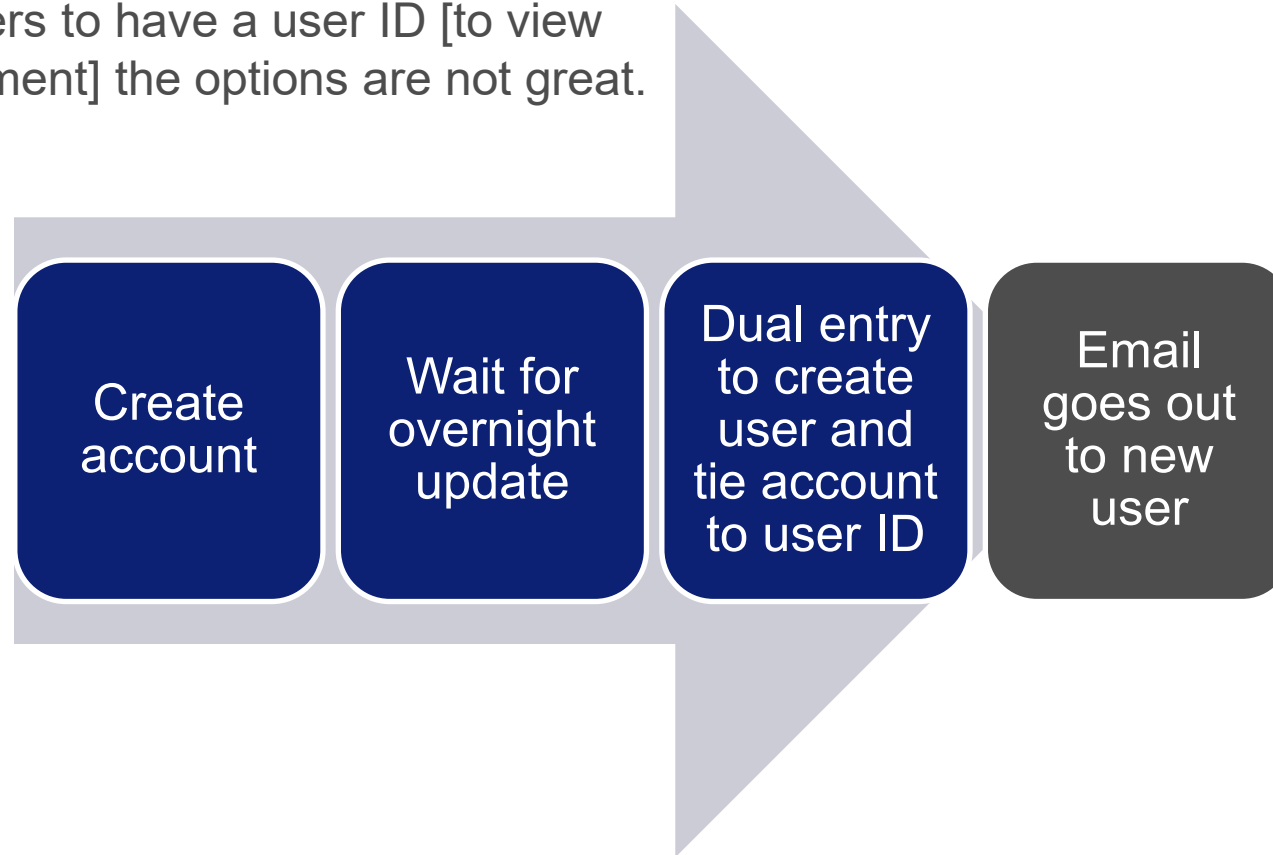 ers to have a user ID [to view
ment] the options are not great.
Create
account
Wait for
overnight
update
Dual entry
to create
user and
tie account
to user ID
Email
goes out
to new
user